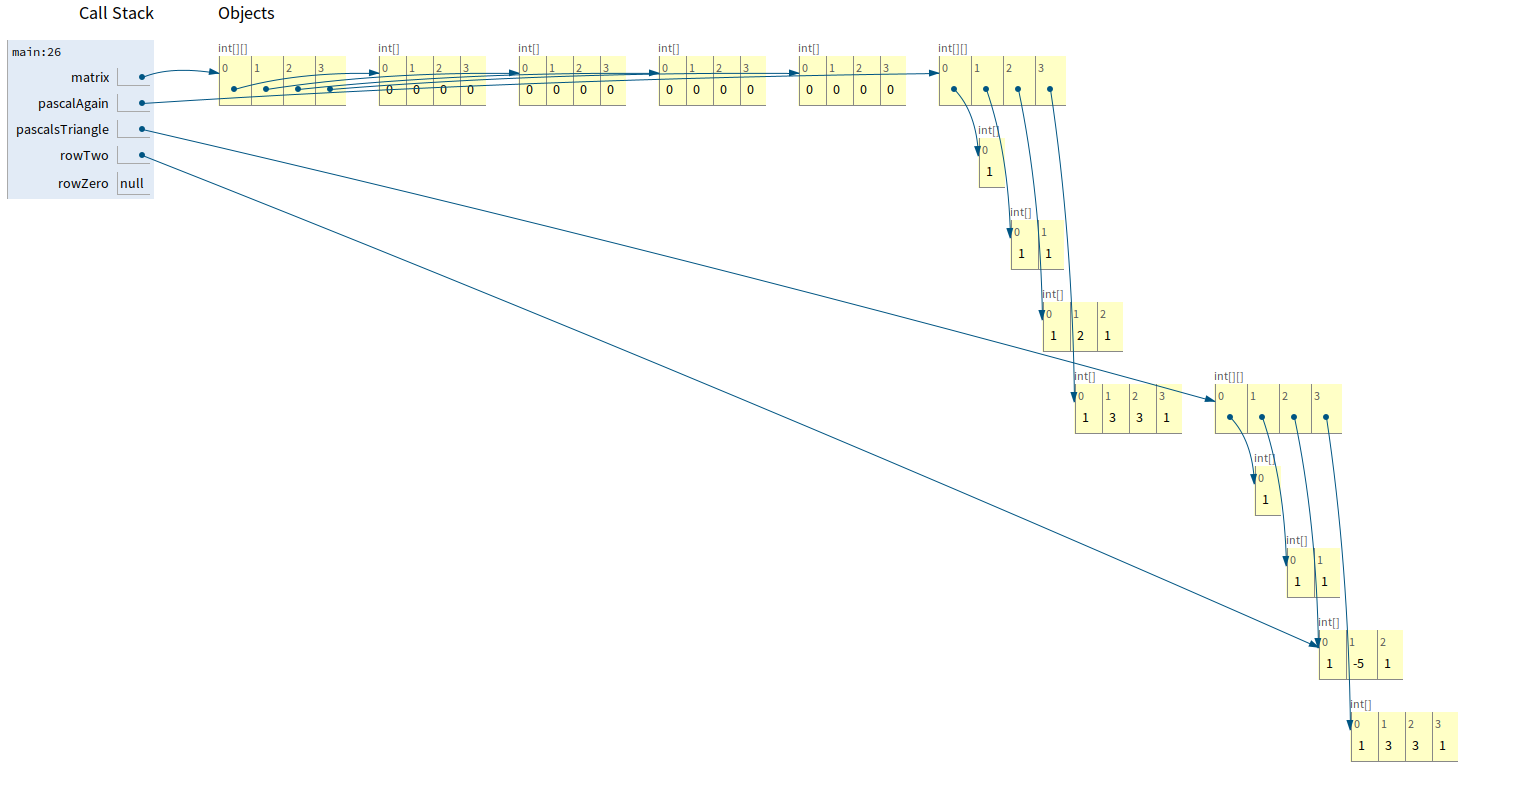 Call Stack Objects
main:26
int[][] int[] int[] int[] int[] int[][]
matrix 0 1 2 3 0 1 2 3 0 1 2 3 0 1 2 3 0 1 2 3 0 1 2 3
0 0 0 0 0 0 0 0 0 0 0 0 0 0 0 0
pascalAgain
pascalsTriangle int[]
rowTwo 0
1
rowZero null
int[]
0 1
1 1
int[]
0 1 2
1 2 1
int[] int[][]
0 1 2 3 0 1 2 3
1 3 3 1
int[]
0
1
int[]
0 1
1 1
int[]
0 1 2
1 -5 1
int[]
0 1 2 3
1 3 3 1